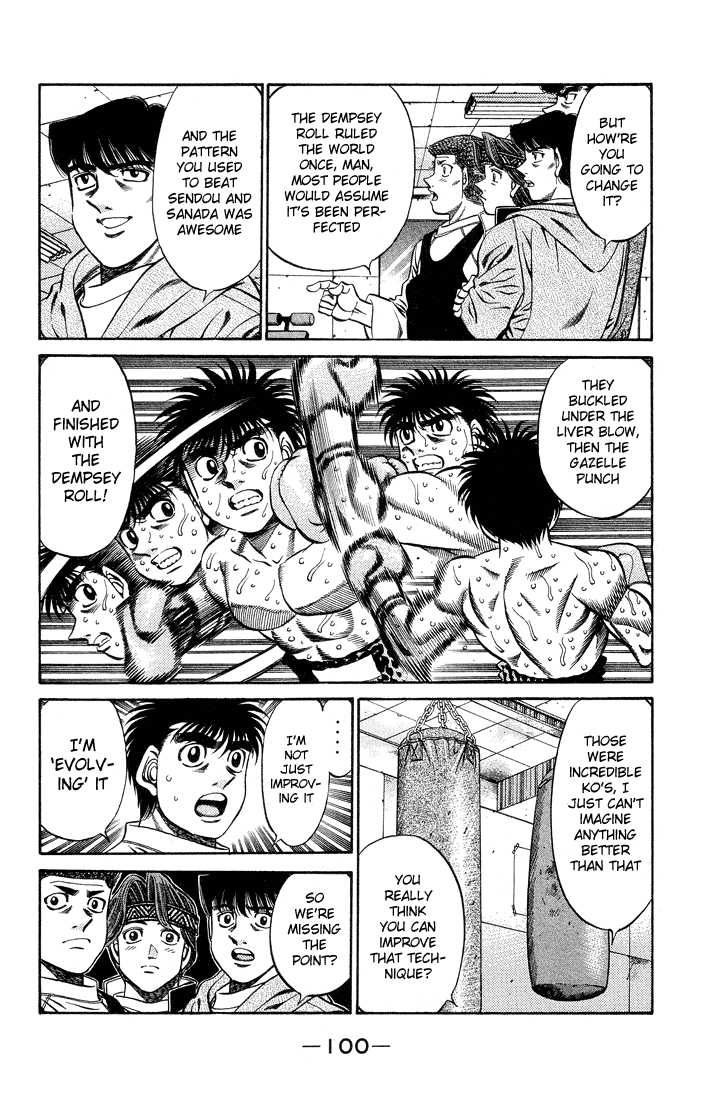 BUT
HOW'RE
YOU
GOING TO
CHANGE
IT?
THE DEMPSEY
ROLL RULED
THE WORLD
ONCE, MAN,
MOST PEOPLE
WOULD ASSUME
IT'S BEEN PER-
FECTED
AND THE
PATTERN
YOU USED
TO BEAT
SENDOU AND
SANADA WAS
AWESOME
THEY
BUCKLED
UNDER THE
LIVER BLOW,
THEN THE
GAZELLE
PUNCH
AND
FINISHED
WITH
THE
DEMPSEY
ROLL!
THOSE
WERE
INCREDIBLE
KO'S, I
JUST CAN'T
IMAGINE
ANYTHING
BETTER
THAN THAT
YOU
REALLY
THINK
YOU CAN
IMPROVE
THAT TECH-
NIQUE?
....
I'M
NOT
JUST
IMPROV-
ING IT
I'M
'EVOLV-
ING' IT
SO
WE'RE
MISSING
THE
POINT?
—100—